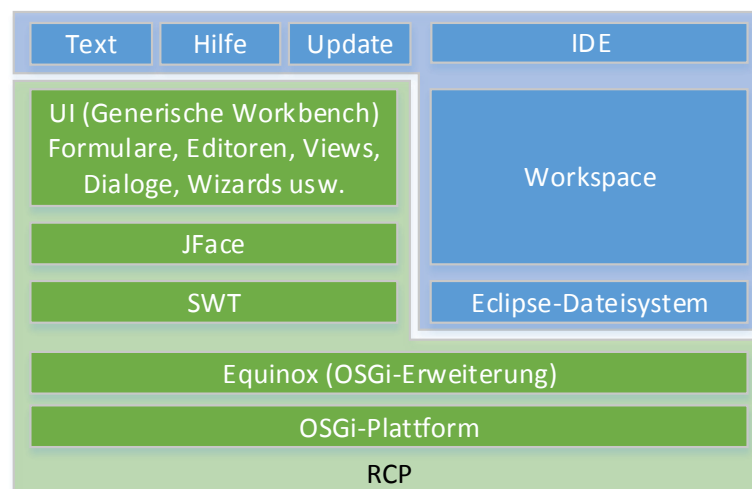 Text
Hilfe
Update
IDE
UI (Generische Workbench)
Formulare, Editoren, Views,
Dialoge, Wizards usw.
Workspace
JFace
SWT
Eclipse-Dateisystem
Equinox (OSGi-Erweiterung)
OSGi-Plattform
RCP